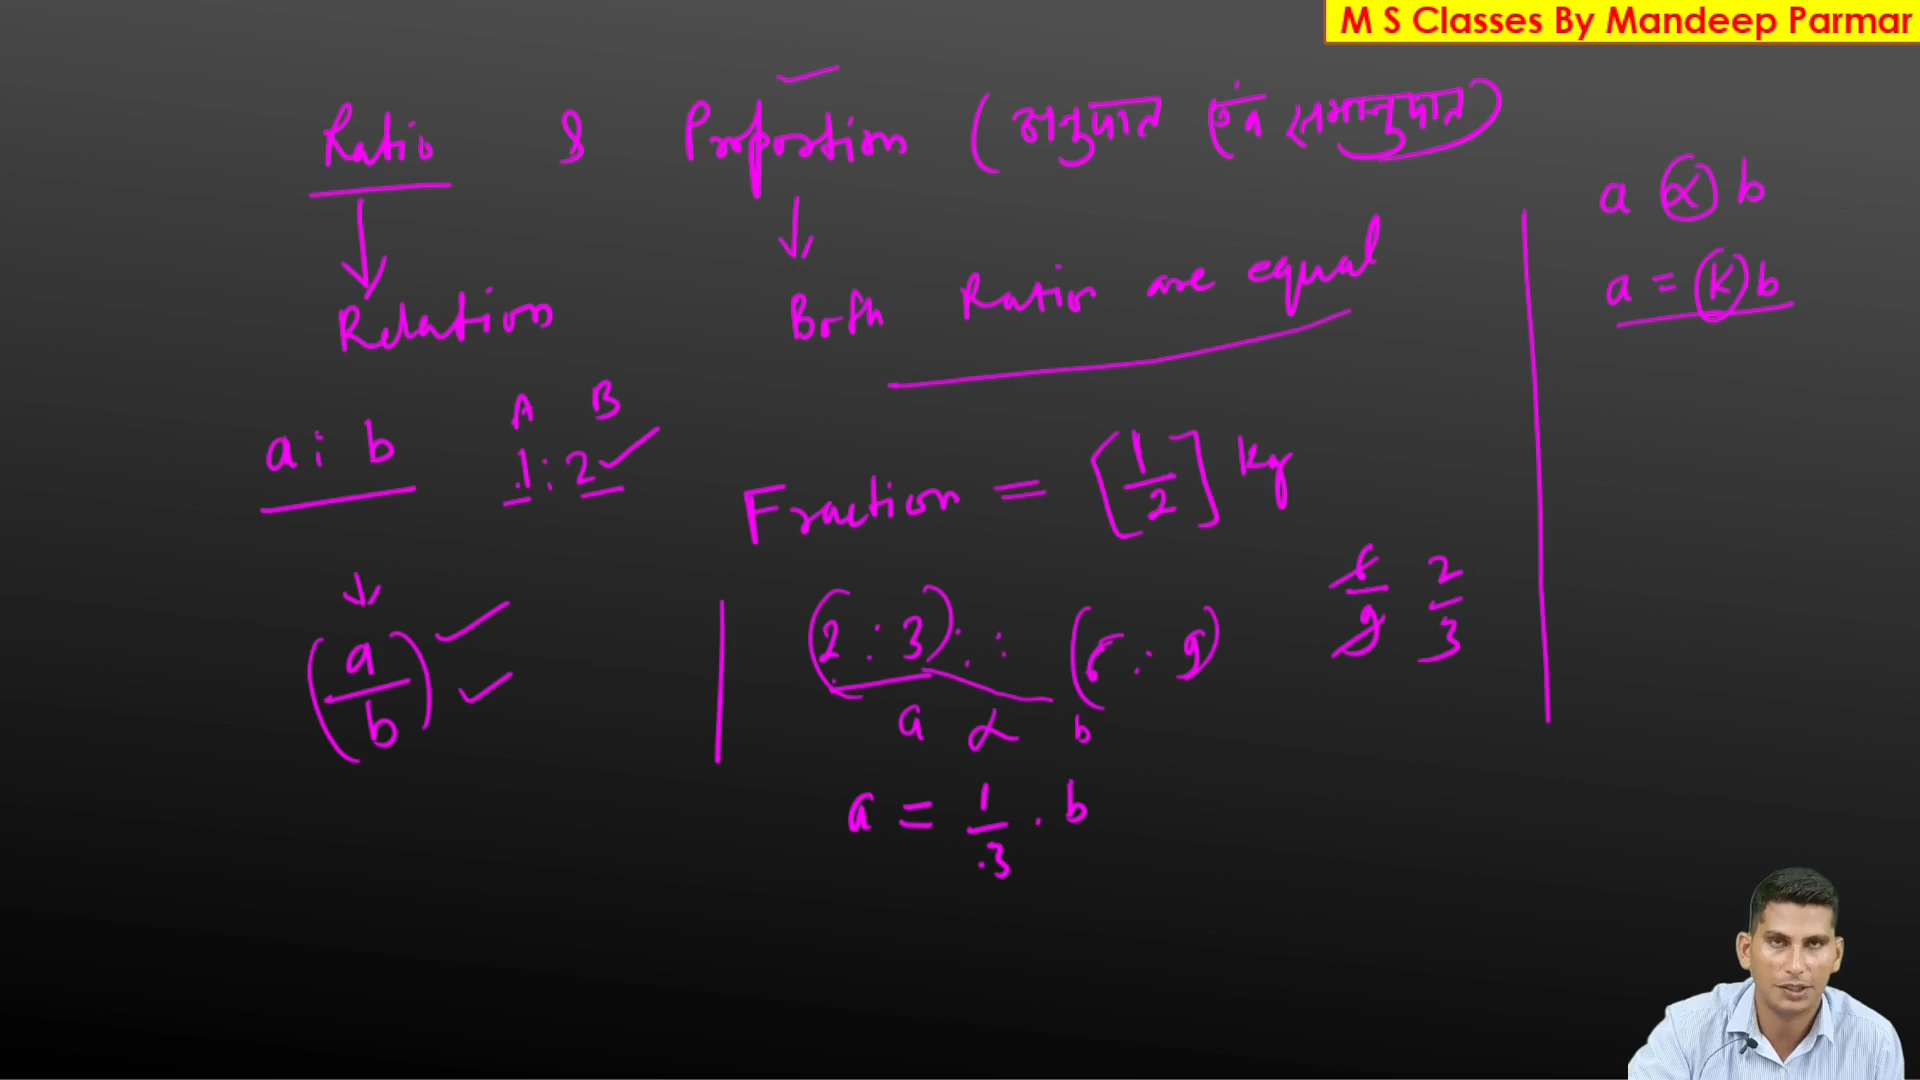 M S Classes By Mandeep Parmar
Ratio & Proportion (अनुपात एवं समानुपात)
a ∝ b
a = (K) b
Relation
Both Ratio are equal
A B
a : b 1 : 2
Fraction = [1/2] kg
(a/b)
(2 : 3) :: (6 : 9) 6/9 2/3
a ∝ b
a = 1/3 . b